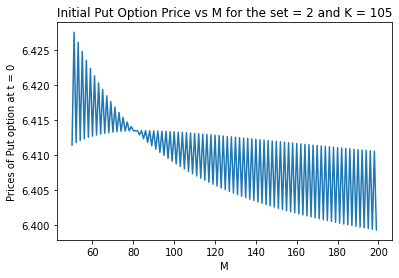 Initial Put Option Price vs M for the set = 2 and K = 105
Prices of Put option at t = 0
6.425
6.420
6.415
6.410
6.405
6.400
60 80 100 120 140 160 180 200
M